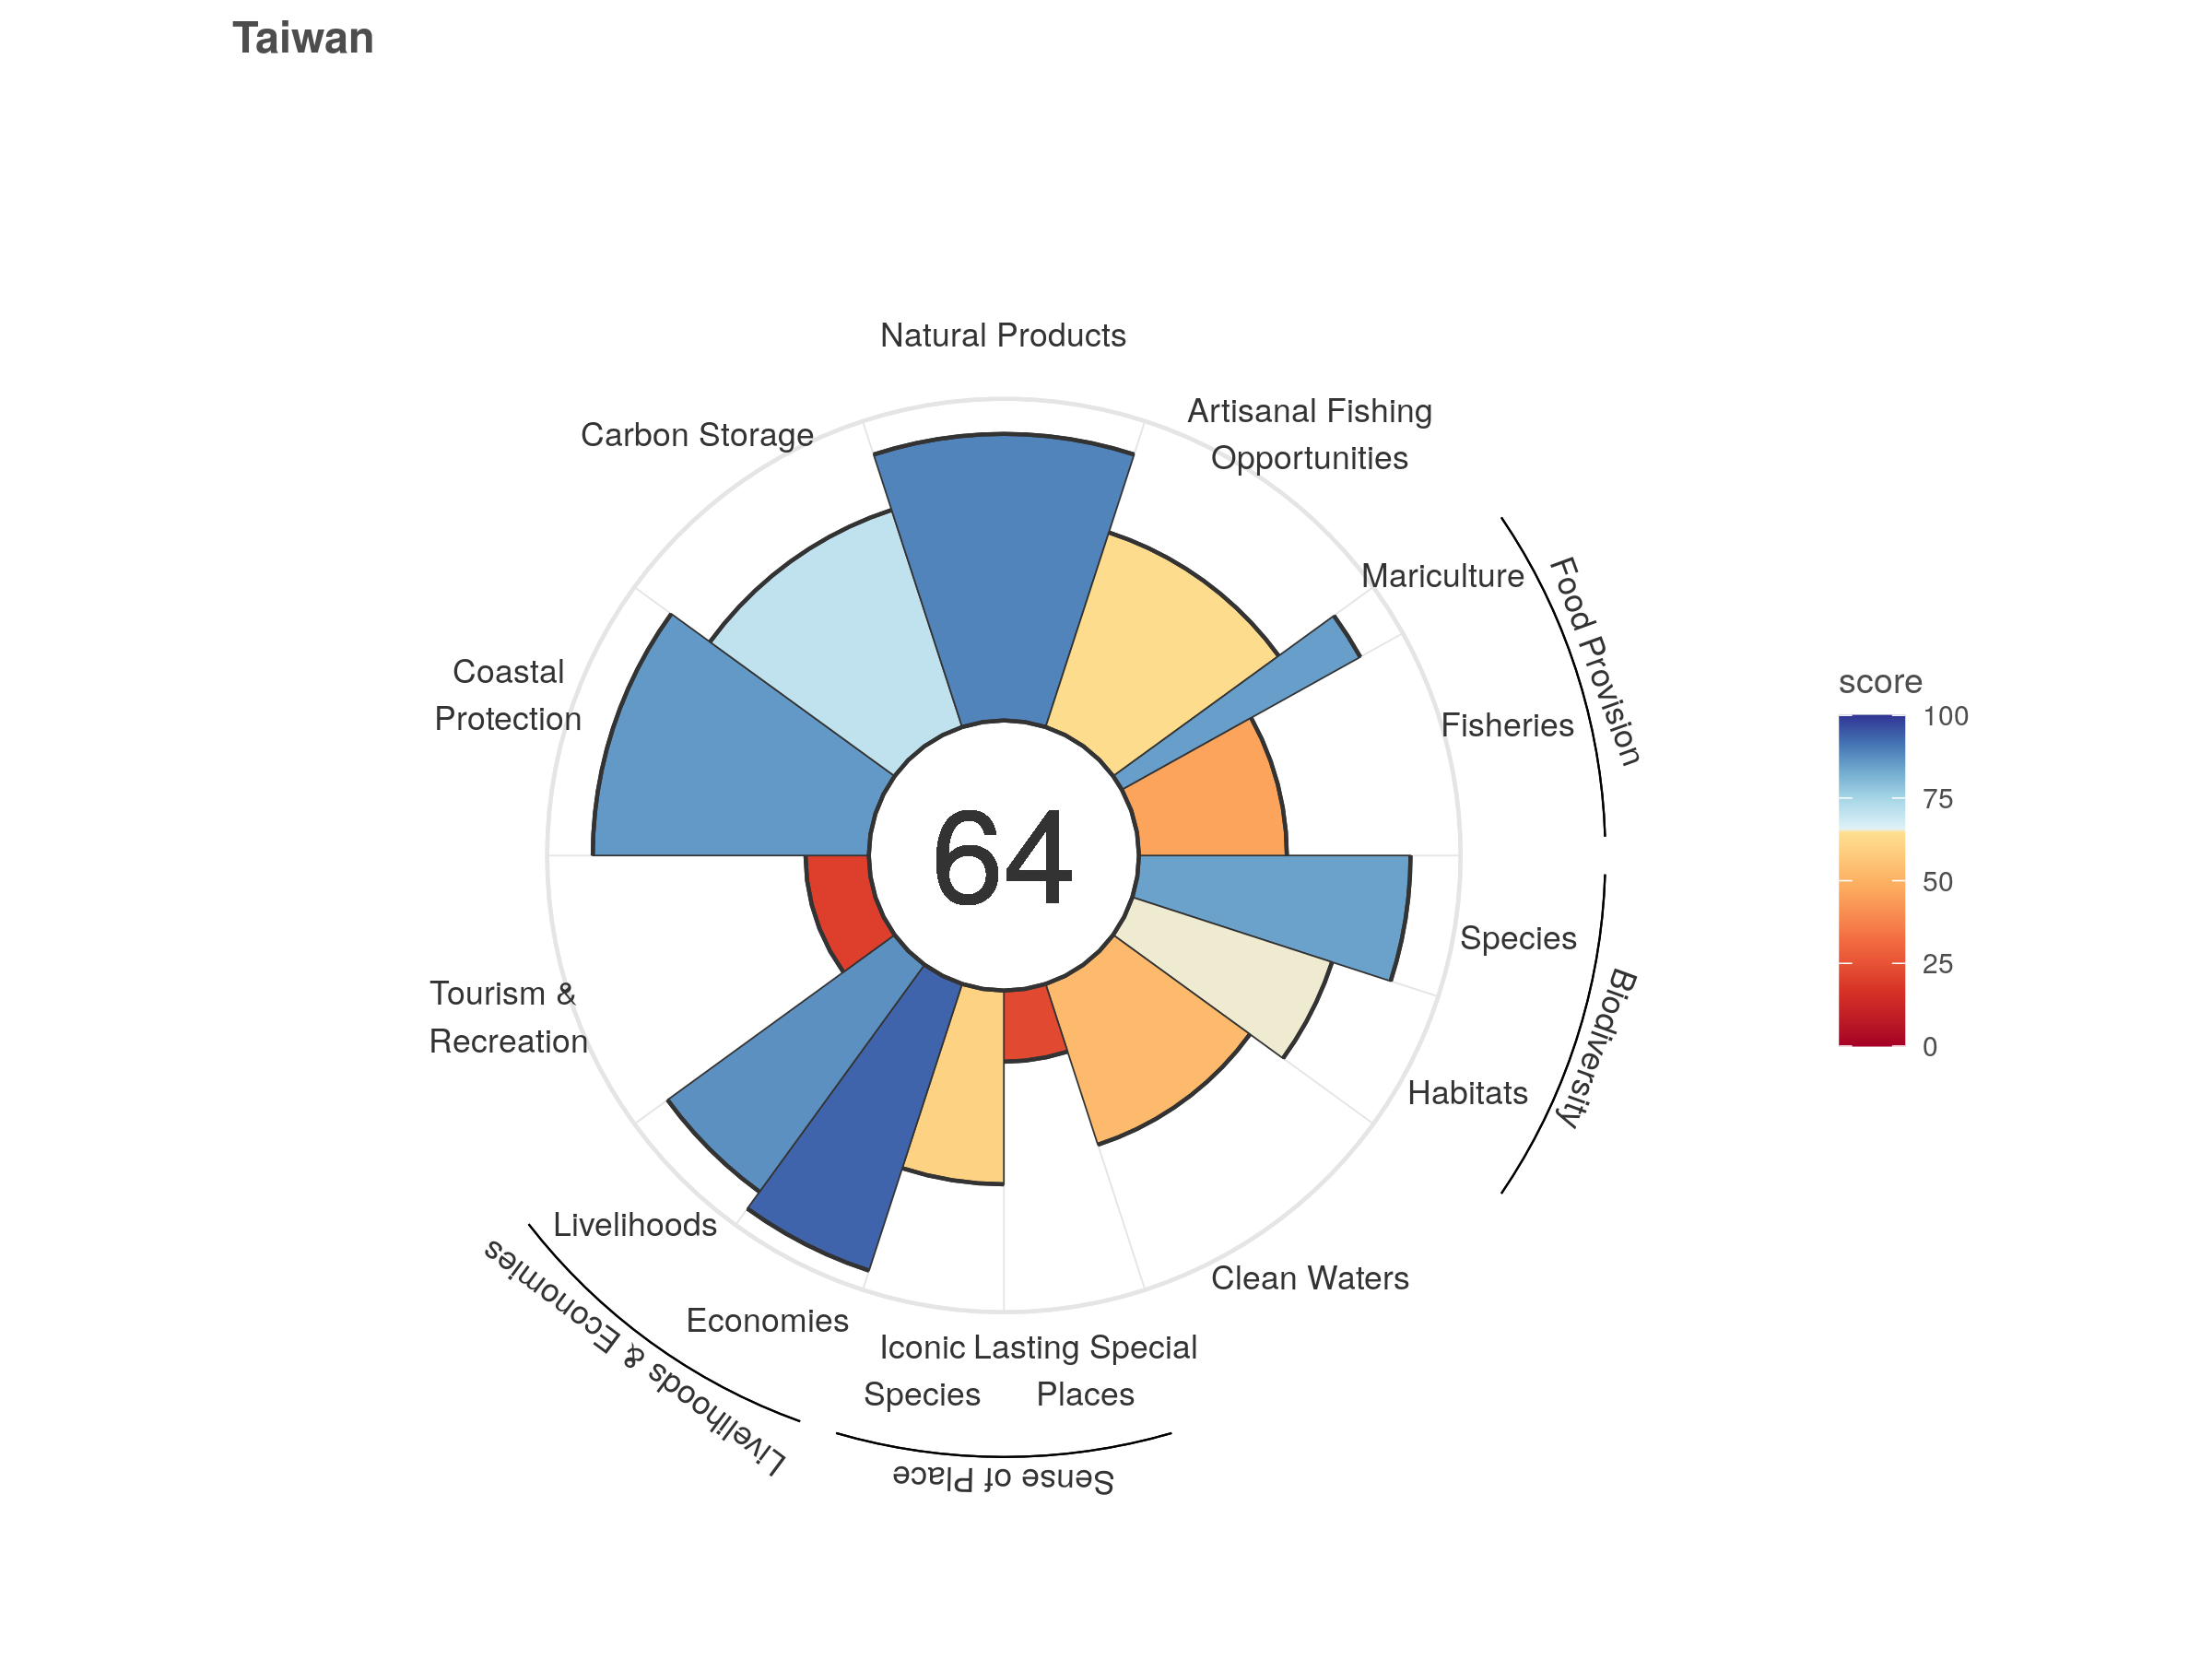 Taiwan
Natural Products
Artisanal Fishing
Opportunities
Carbon Storage
Mariculture
Food Provision
Coastal
Protection
Fisheries
score
100
75
50
25
0
64
Species
Biodiversity
Tourism &
Recreation
Habitats
Livelihoods
Clean Waters
Economies
Livelihoods & Economies
Iconic
Species
Lasting Special
Places
Sense of Place